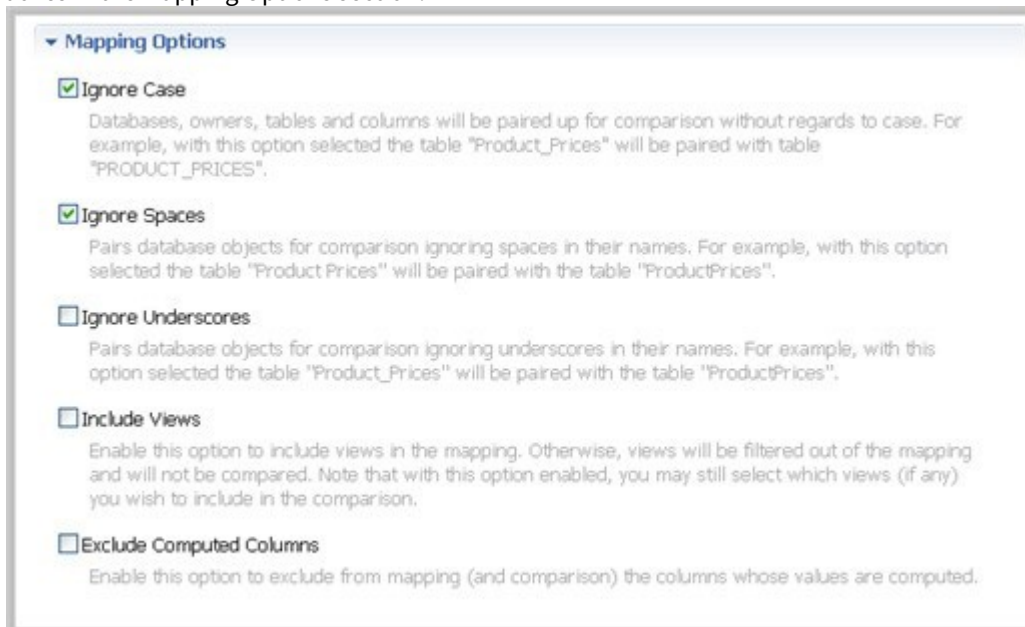 Mapping Options
Ignore Case
Databases, owners, tables and columns will be paired up for comparison without regards to case. For
example, with this option selected the table "Product_Prices" will be paired with table
"PRODUCT_PRICES".
Ignore Spaces
Pairs database objects for comparison ignoring spaces in their names. For example, with this option
selected the table "Product Prices" will be paired with the table "ProductPrices".
Ignore Underscores
Pairs database objects for comparison ignoring underscores in their names. For example, with this
option selected the table "Product_Prices" will be paired with the table "ProductPrices".
Include Views
Enable this option to include views in the mapping. Otherwise, views will be filtered out of the mapping
and will not be compared. Note that with this option enabled, you may still select which views (if any)
you wish to include in the comparison.
Exclude Computed Columns
Enable this option to exclude from mapping (and comparison) the columns whose values are computed.